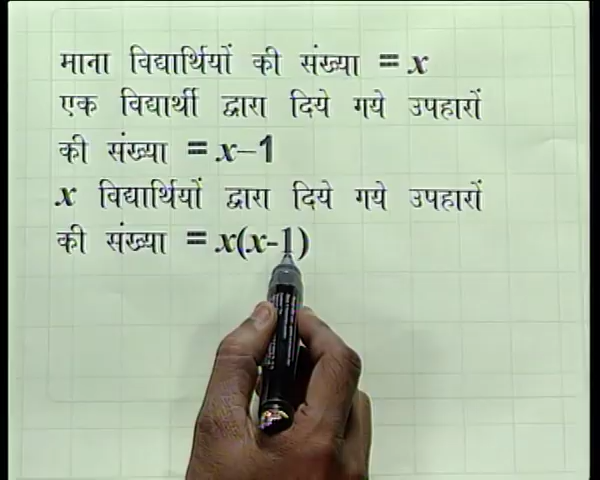 माना विद्यार्थियों की संख्या = x
एक विद्यार्थी द्वारा दिये गये उपहारों
की संख्या = x–1
x विद्यार्थियों द्वारा दिये गये उपहारों
की संख्या = x(x-1)